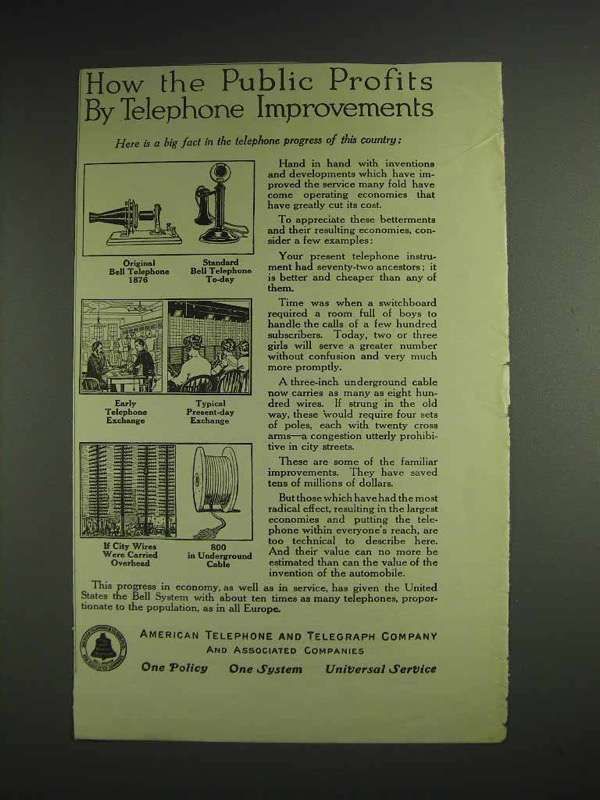 How the Public Profits
By Telephone Improvements
Here is a big fact in the telephone progress of this country:
Original
Bell Telephone
1876
Standard
Bell Telephone
To-day
Early
Telephone
Exchange
Typical
Present-day
Exchange
If City Wires
Were Carried
Overhead
800
in Underground
Cable
Hand in hand with inventions
and developments which have im-
proved the service many fold have
come operating economies that
have greatly cut its cost.
To appreciate these betterments
and their resulting economies, con-
sider a few examples:
Your present telephone instru-
ment had seventy-two ancestors; it
is better and cheaper than any of
them.
Time was when a switchboard
required a room full of boys to
handle the calls of a few hundred
subscribers. Today, two or three
girls will serve a greater number
without confusion and very much
more promptly.
A three-inch underground cable
now carries as many as eight hun-
dred wires. If strung in the old
way, these would require four sets
of poles, each with twenty cross
arms—a congestion utterly prohibi-
tive in city streets.
These are some of the familiar
improvements. They have saved
tens of millions of dollars.
But those which have had the most
radical effect, resulting in the largest
economies and putting the tele-
phone within everyone's reach, are
too technical to describe here.
And their value can no more be
estimated than can the value of the
invention of the automobile.
This progress in economy, as well as in service, has given the United
States the Bell System with about ten times as many telephones, propor-
tionate to the population, as in all Europe.
American Telephone and Telegraph Company
And Associated Companies
One Policy One System Universal Service